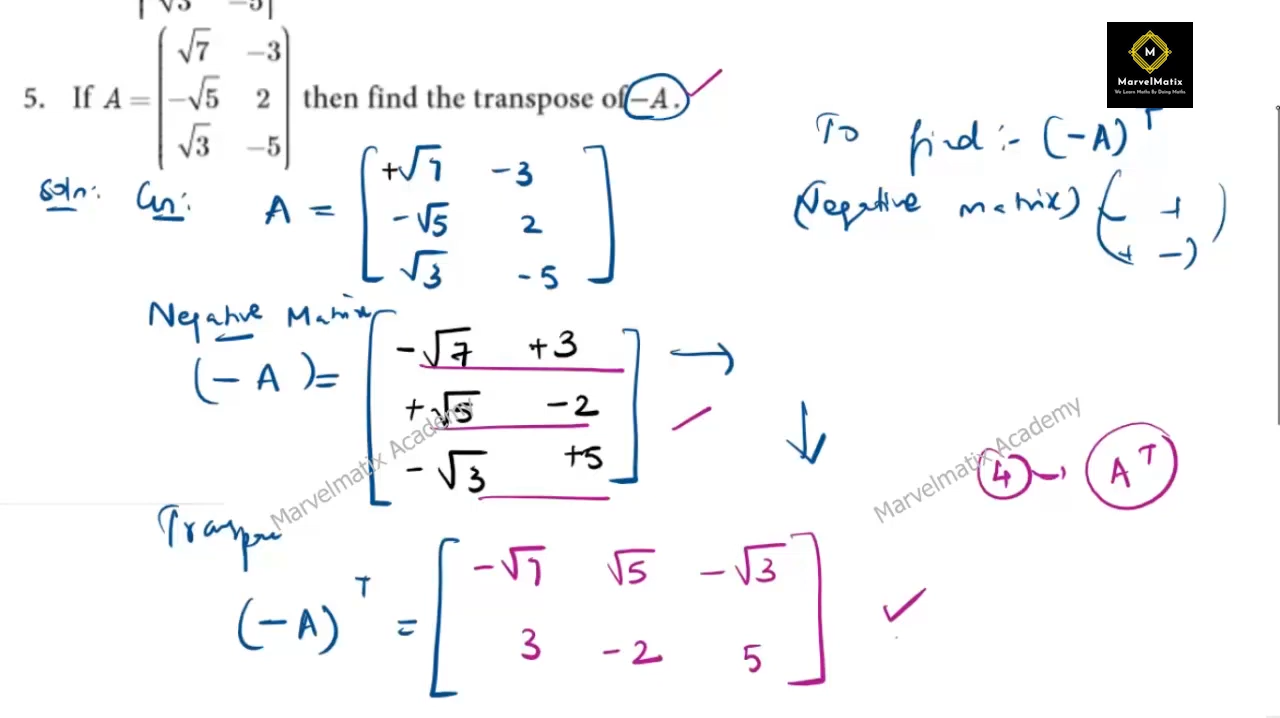 √3 −5
5. If A = ( √7 −3
−√5 2
√3 −5 ) then find the transpose of −A.
MarvelMatix
We Learn Maths By Doing Maths
To find :- (-A)^T
(Negative matrix) ( - +
+ - )
Soln: Gn: A = [ +√7 -3
-√5 2
√3 -5 ]
Negative Matrix
(-A) = [ -√7 +3
+√5 -2
-√3 +5 ] → ↓
④ → A^T
Marvelmatix Academy
Marvelmatix Academy
(-A)^T = [ -√7 √5 -√3
3 -2 5 ]